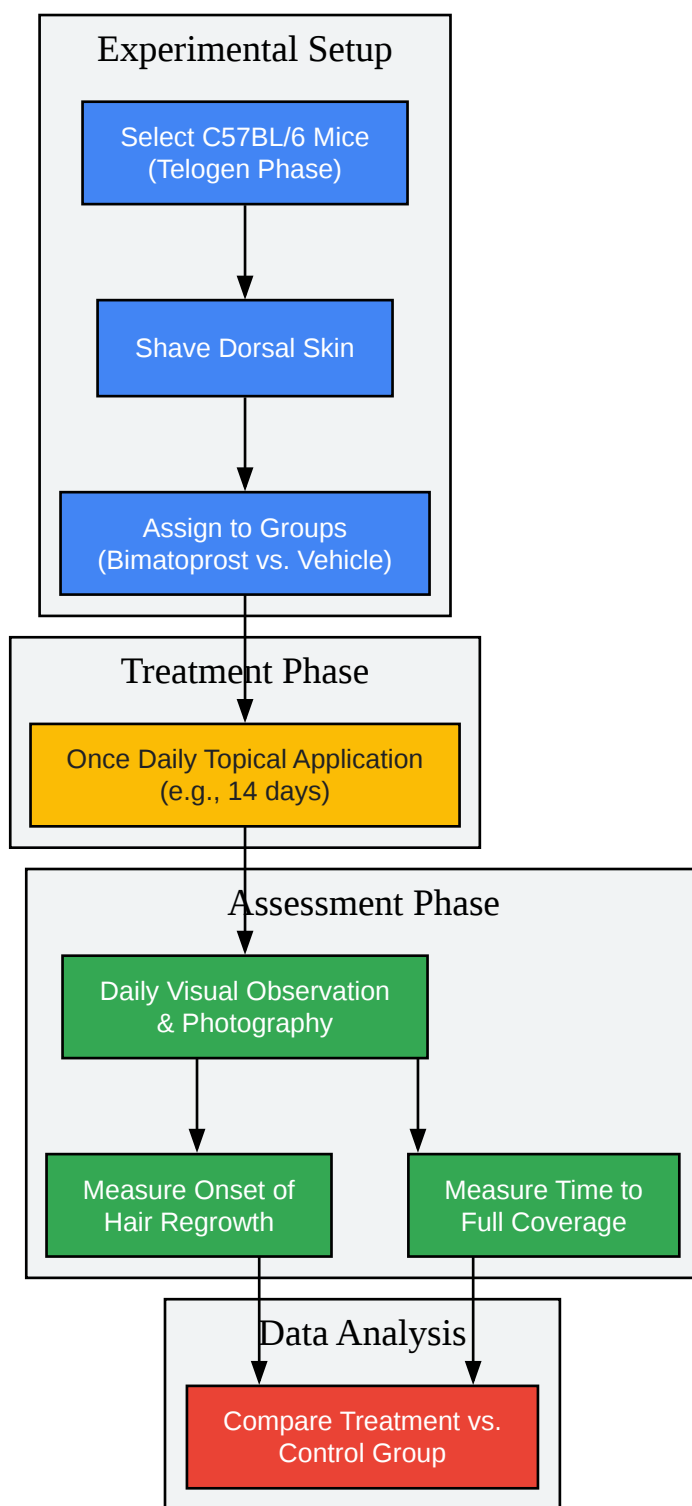 Experimental Setup
Select C57BL/6 Mice
(Telogen Phase)
Shave Dorsal Skin
Assign to Groups
(Bimatoprost vs. Vehicle)
Treatment Phase
Once Daily Topical Application
(e.g., 14 days)
Assessment Phase
Daily Visual Observation
& Photography
Measure Onset of
Hair Regrowth
Measure Time to
Full Coverage
Data Analysis
Compare Treatment vs.
Control Group